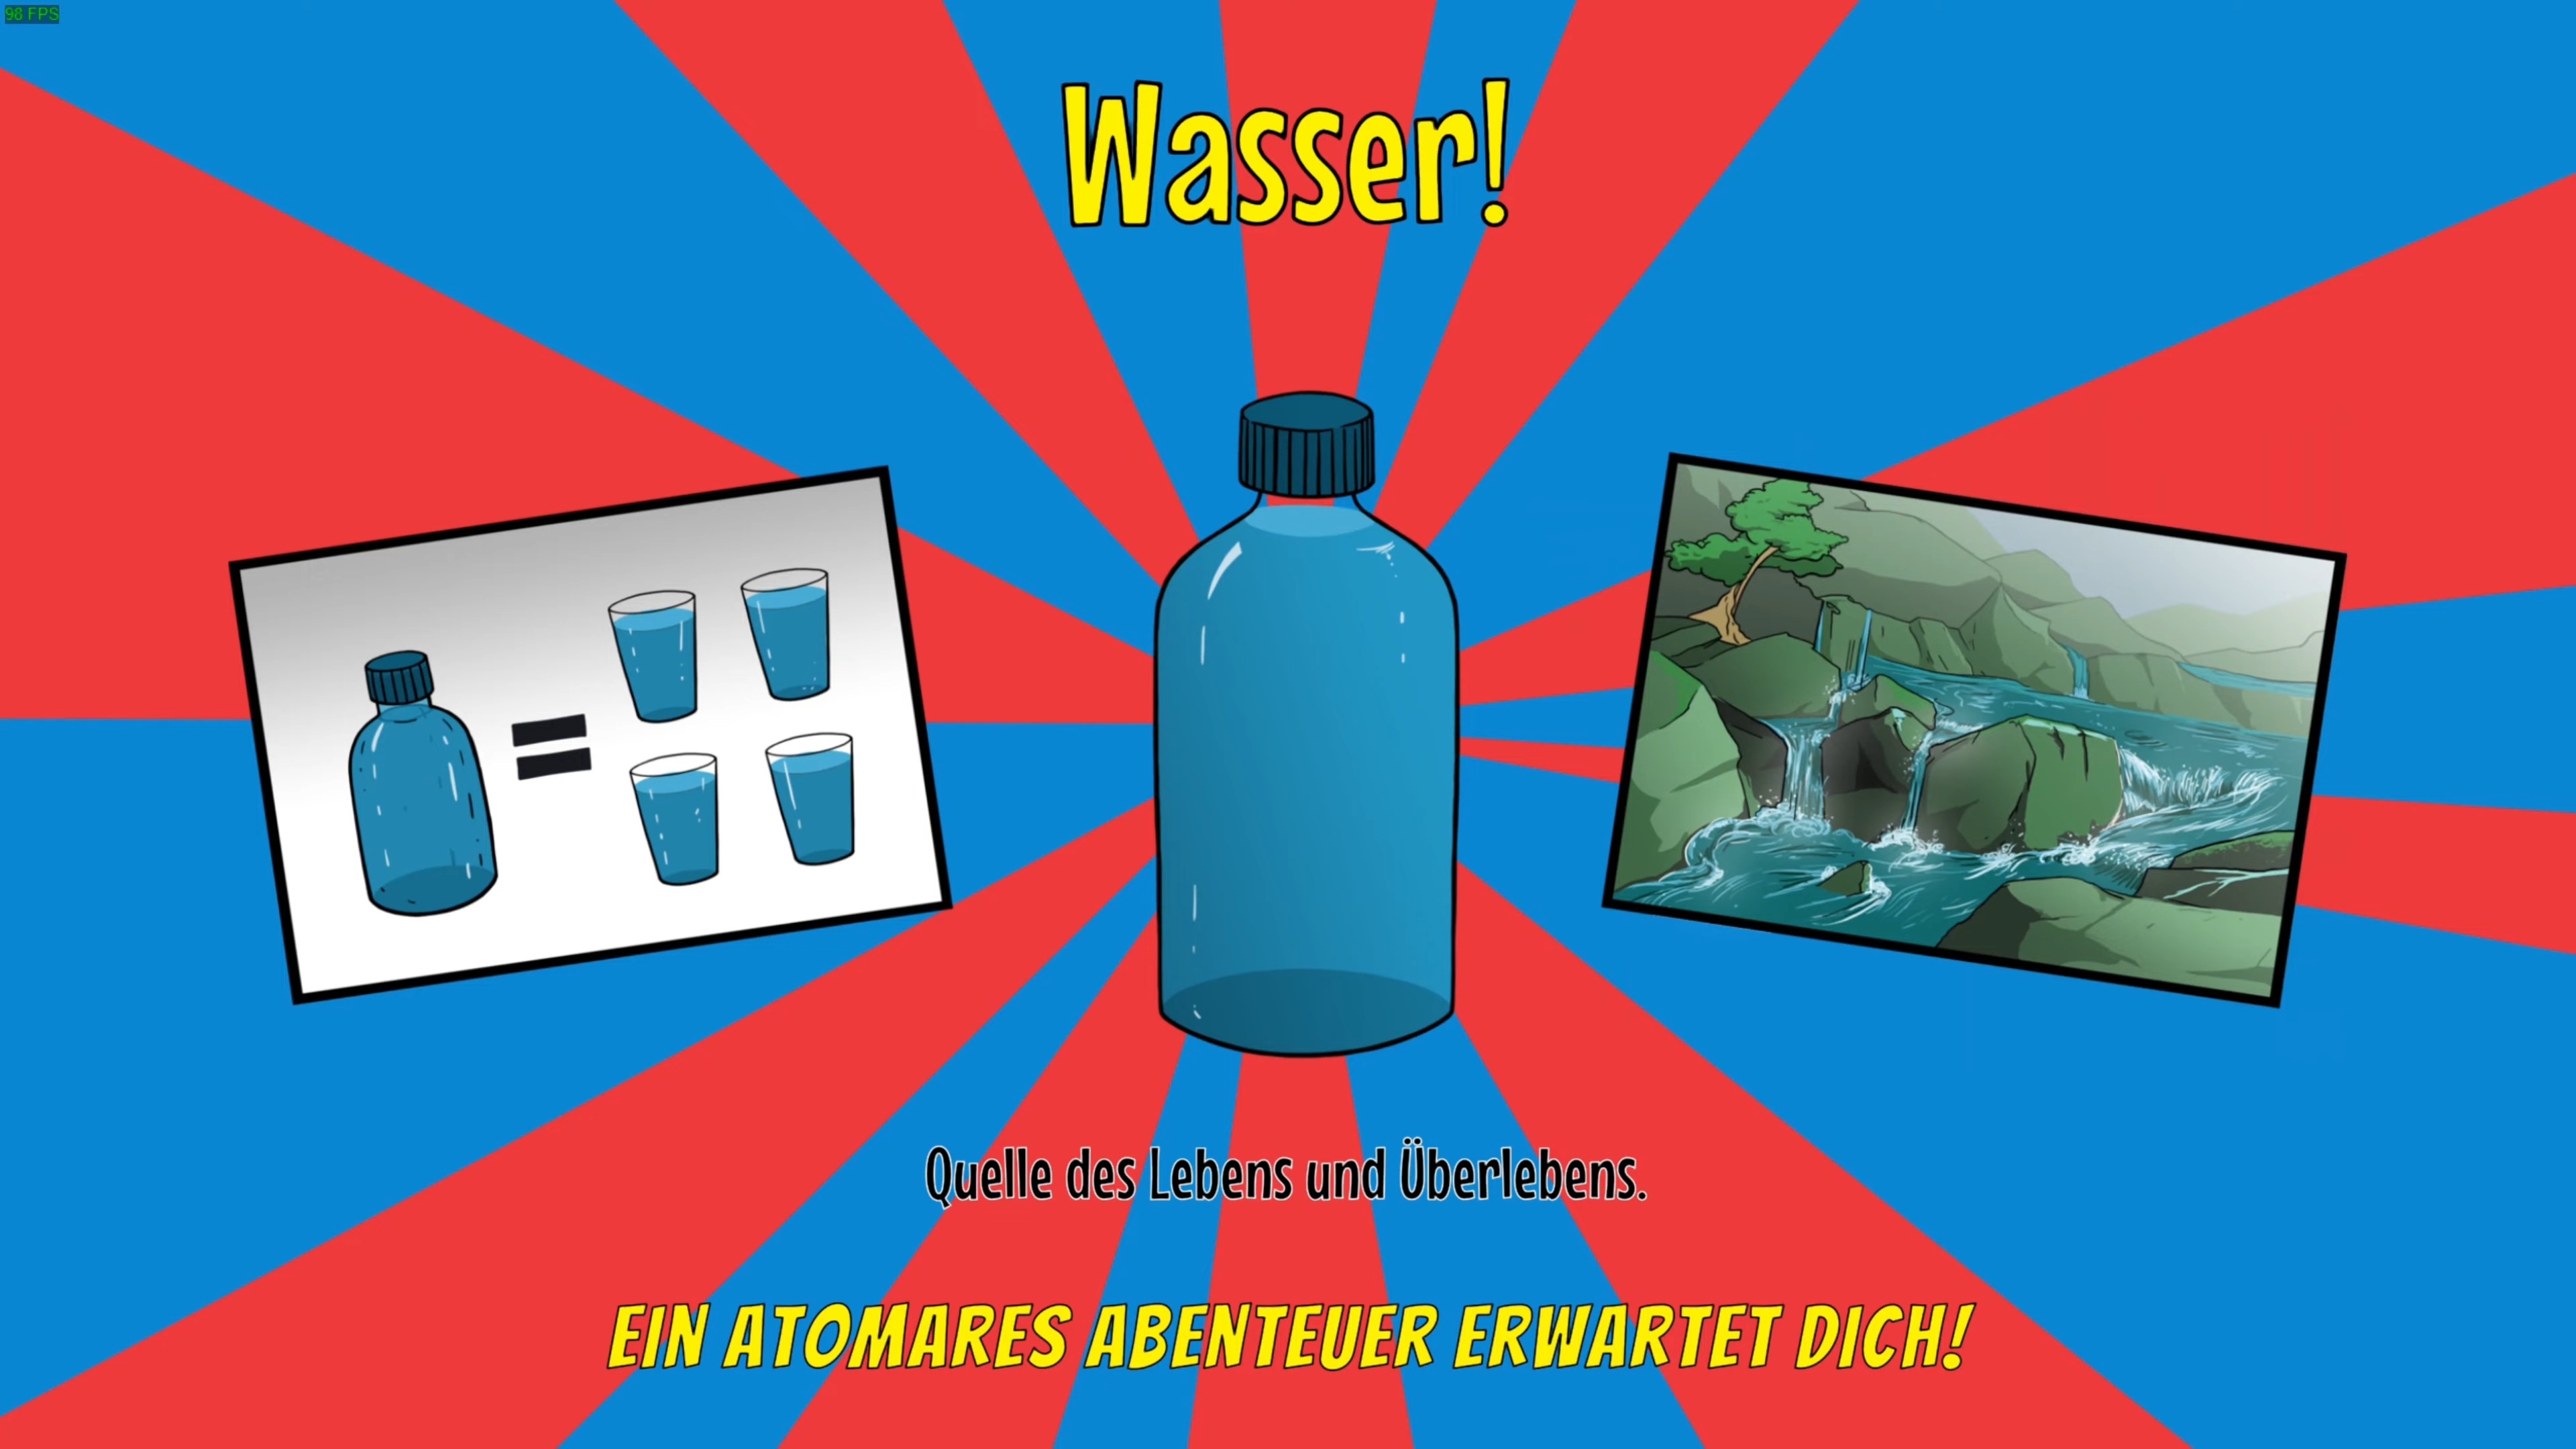 98 FPS
Wasser!
Quelle des Lebens und Überlebens.
EIN ATOMARES ABENTEUER ERWARTET DICH!